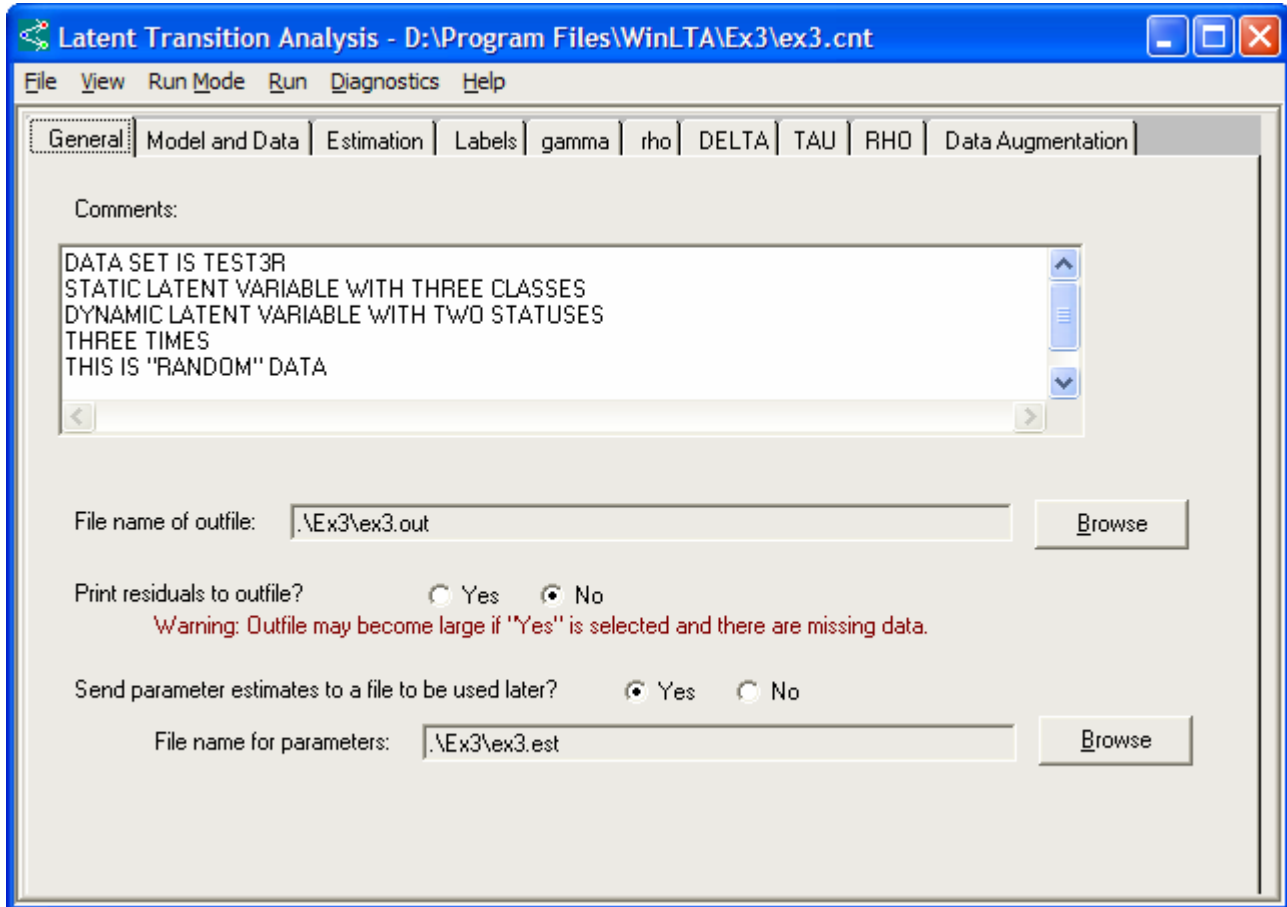 Latent Transition Analysis - D:\Program Files\WinLTA\Ex3\ex3.cnt
File View Run Mode Run Diagnostics Help
General Model and Data Estimation Labels gamma rho DELTA TAU RHO Data Augmentation
Comments:
DATA SET IS TEST3R
STATIC LATENT VARIABLE WITH THREE CLASSES
DYNAMIC LATENT VARIABLE WITH TWO STATUSES
THREE TIMES
THIS IS "RANDOM" DATA
File name of outfile: .\Ex3\ex3.out Browse
Print residuals to outfile? Yes No
Warning: Outfile may become large if "Yes" is selected and there are missing data.
Send parameter estimates to a file to be used later? Yes No
File name for parameters: .\Ex3\ex3.est Browse